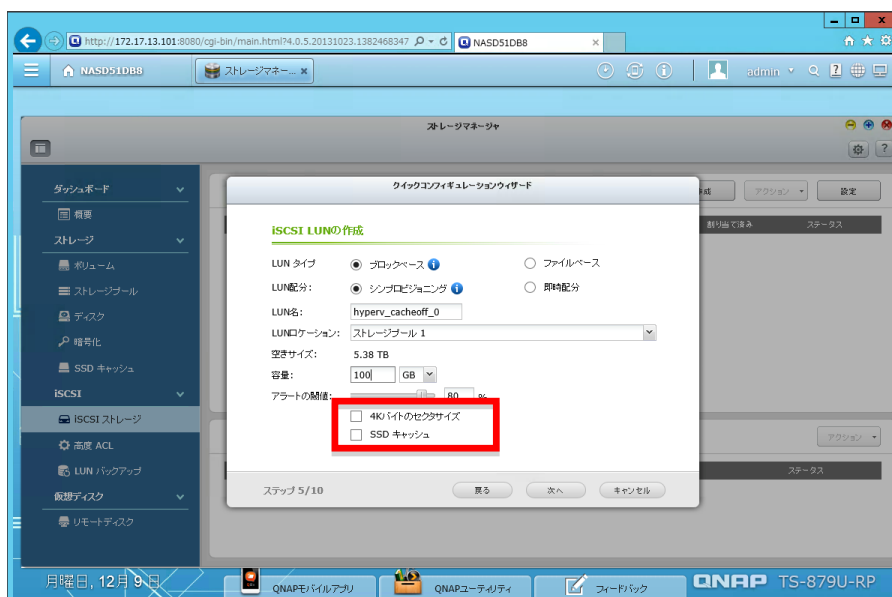 http://172.17.13.101:8080/cgi-bin/main.html?4.0.5.20131023.1382468347
NASD51DB8
NASD51DB8
ストレージマネー...
admin
ストレージマネージャ
ダッシュボード
概要
ストレージ
ボリューム
ストレージプール
ディスク
暗号化
SSD キャッシュ
iSCSI
iSCSI ストレージ
高度 ACL
LUN バックアップ
仮想ディスク
リモートディスク
アクション
設定
割り当て済み ステータス
アクション
ステータス
クイックコンフィギュレーションウィザード
iSCSI LUNの作成
LUN タイプ ブロックベース ファイルベース
LUN配分: シンプロビジョニング 即時配分
LUN名: hyperv_cacheoff_0
LUNロケーション: ストレージプール 1
空きサイズ: 5.38 TB
容量: 100 GB
アラートの閾値: 80 %
4Kバイトのセクタサイズ
SSD キャッシュ
ステップ 5/10 戻る 次へ キャンセル
月曜日, 12月 9 日
QNAPモバイルアプリ
QNAPユーティリティ
フィードバック
QNAP TS-879U-RP